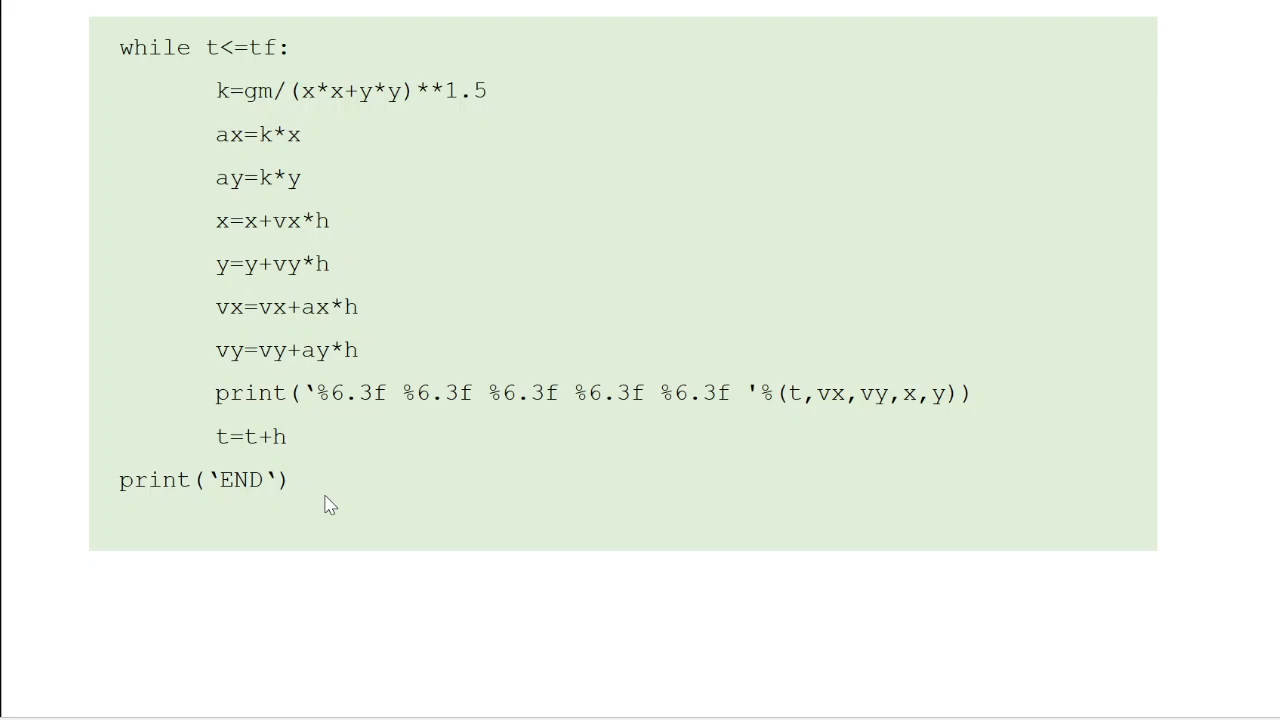 while t<=tf:
k=gm/(x*x+y*y)**1.5
ax=k*x
ay=k*y
x=x+vx*h
y=y+vy*h
vx=vx+ax*h
vy=vy+ay*h
print(‘%6.3f %6.3f %6.3f %6.3f %6.3f '%(t,vx,vy,x,y))
t=t+h
print(‘END‘)